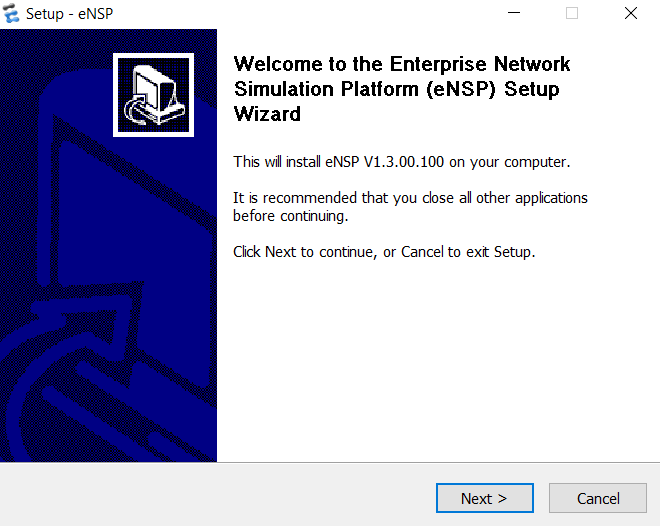 Setup - eNSP
Welcome to the Enterprise Network
Simulation Platform (eNSP) Setup
Wizard
This will install eNSP V1.3.00.100 on your computer.
It is recommended that you close all other applications
before continuing.
Click Next to continue, or Cancel to exit Setup.
Next >
Cancel